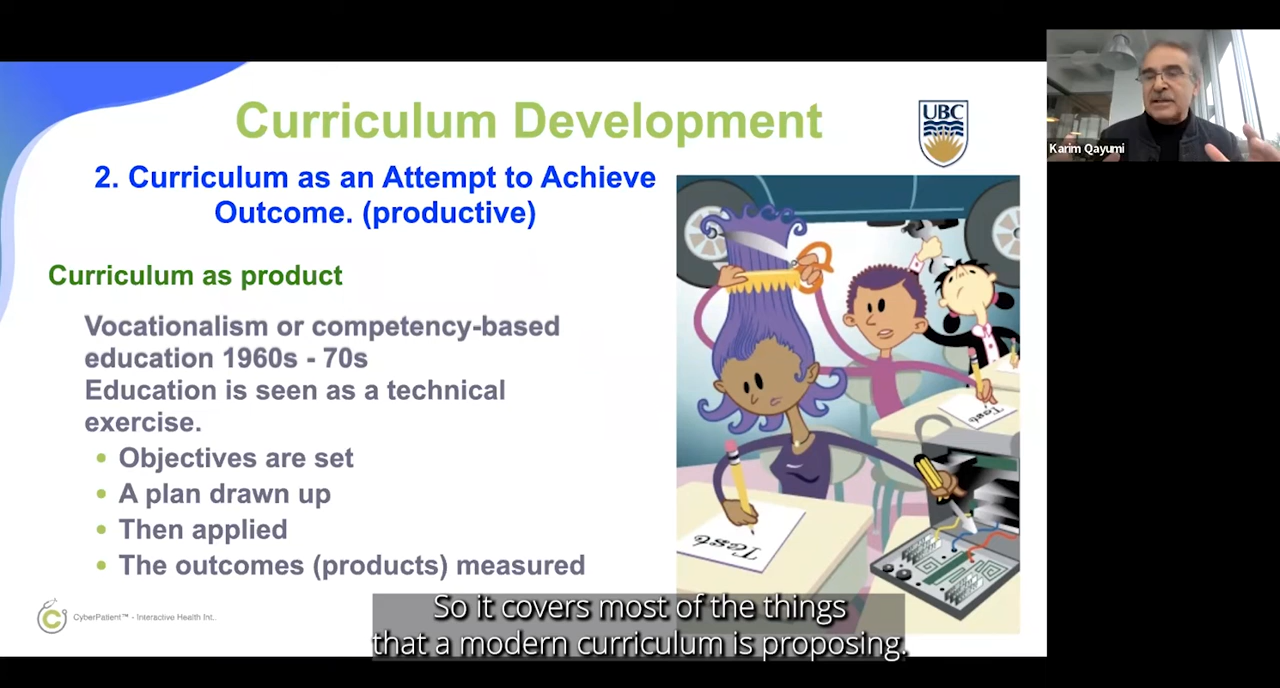 Curriculum Development
UBC
Karim Qayumi
2. Curriculum as an Attempt to Achieve
Outcome. (productive)
Curriculum as product
Vocationalism or competency-based
education 1960s - 70s
Education is seen as a technical
exercise.
• Objectives are set
• A plan drawn up
• Then applied
• The outcomes (products) measured
Test
Test
C
CyberPatient™ - Interactive Health Int..
So it covers most of the things
that a modern curriculum is proposing.